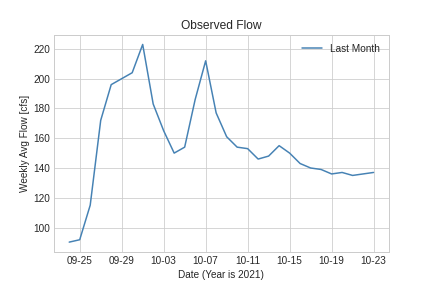 Observed Flow
Last Month
Weekly Avg Flow [cfs]
220
200
180
160
140
120
100
09-25 09-29 10-03 10-07 10-11 10-15 10-19 10-23
Date (Year is 2021)